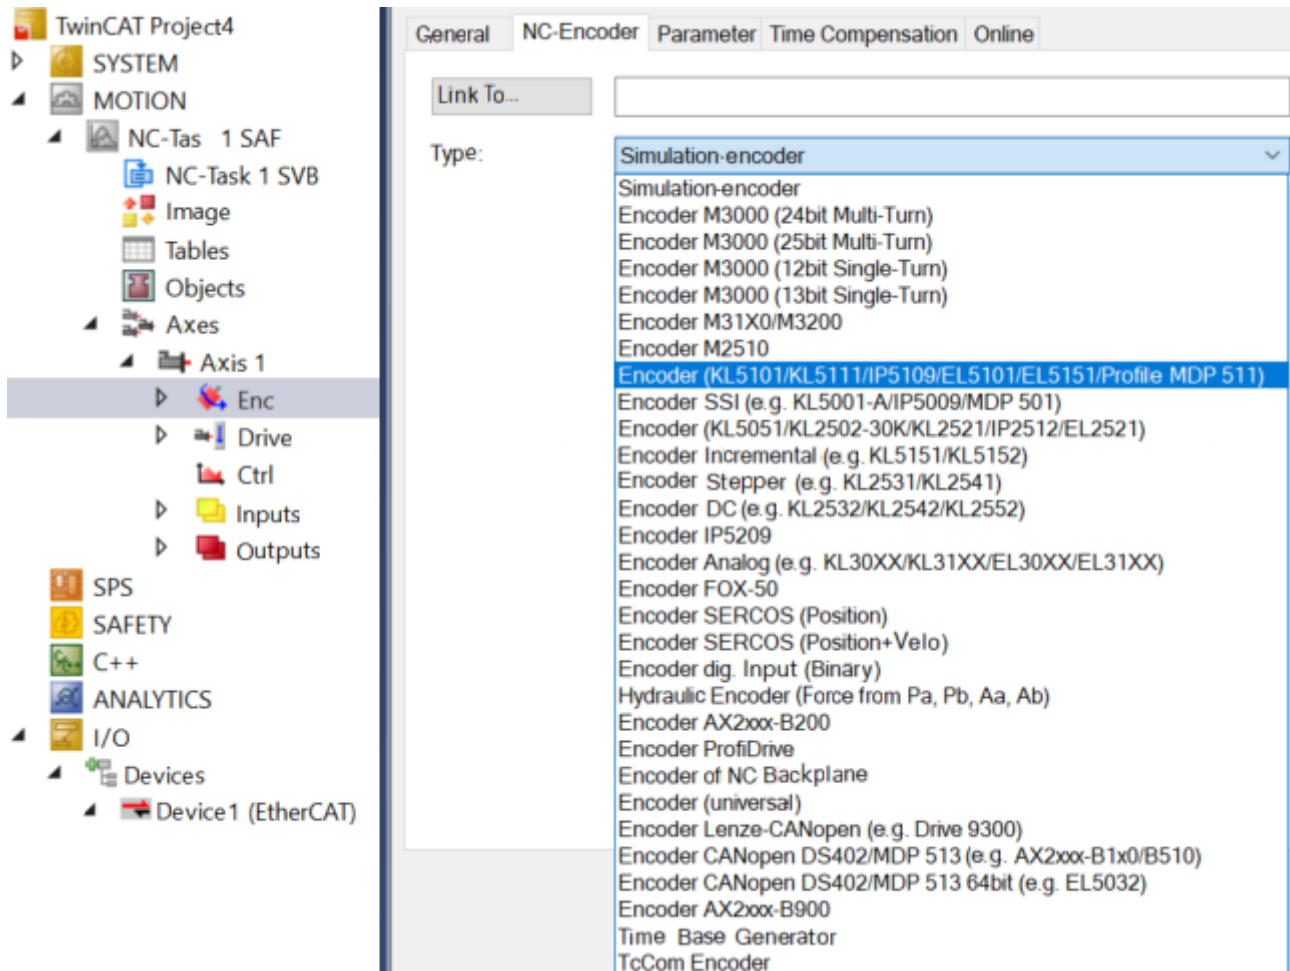 TwinCAT Project4
SYSTEM
MOTION
NC-Tas 1 SAF
NC-Task 1 SVB
Image
Tables
Objects
Axes
Axis 1
Enc
Drive
Ctrl
Inputs
Outputs
SPS
SAFETY
C++
ANALYTICS
I/O
Devices
Device1 (EtherCAT)
General NC-Encoder Parameter Time Compensation Online
Link To...
Type: Simulation-encoder
Simulation-encoder
Encoder M3000 (24bit Multi-Turn)
Encoder M3000 (25bit Multi-Turn)
Encoder M3000 (12bit Single-Turn)
Encoder M3000 (13bit Single-Turn)
Encoder M31X0/M3200
Encoder M2510
Encoder (KL5101/KL5111/IP5109/EL5101/EL5151/Profile MDP 511)
Encoder SSI (e.g. KL5001-A/IP5009/MDP 501)
Encoder (KL5051/KL2502-30K/KL2521/IP2512/EL2521)
Encoder Incremental (e.g. KL5151/KL5152)
Encoder Stepper (e.g. KL2531/KL2541)
Encoder DC (e.g. KL2532/KL2542/KL2552)
Encoder IP5209
Encoder Analog (e.g. KL30XX/KL31XX/EL30XX/EL31XX)
Encoder FOX-50
Encoder SERCOS (Position)
Encoder SERCOS (Position+Velo)
Encoder dig. Input (Binary)
Hydraulic Encoder (Force from Pa, Pb, Aa, Ab)
Encoder AX2xxx-B200
Encoder ProfiDrive
Encoder of NC Backplane
Encoder (universal)
Encoder Lenze-CANopen (e.g. Drive 9300)
Encoder CANopen DS402/MDP 513 (e.g. AX2xxx-B1x0/B510)
Encoder CANopen DS402/MDP 513 64bit (e.g. EL5032)
Encoder AX2xxx-B900
Time Base Generator
TcCom Encoder